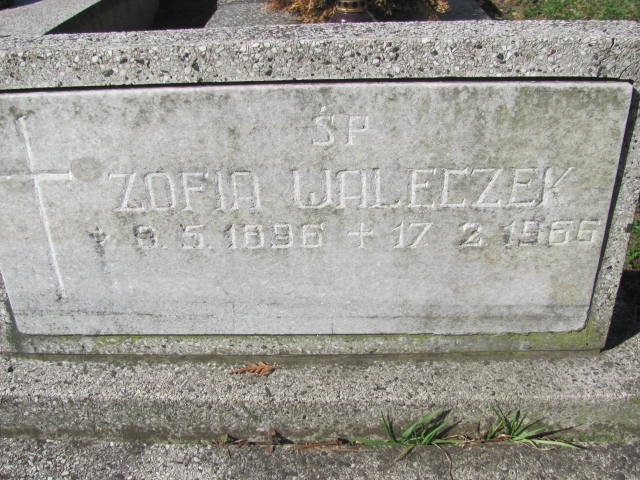 ŚP
ZOFIA WALECZEK
* 8. 5. 1896 + 17 2 1966